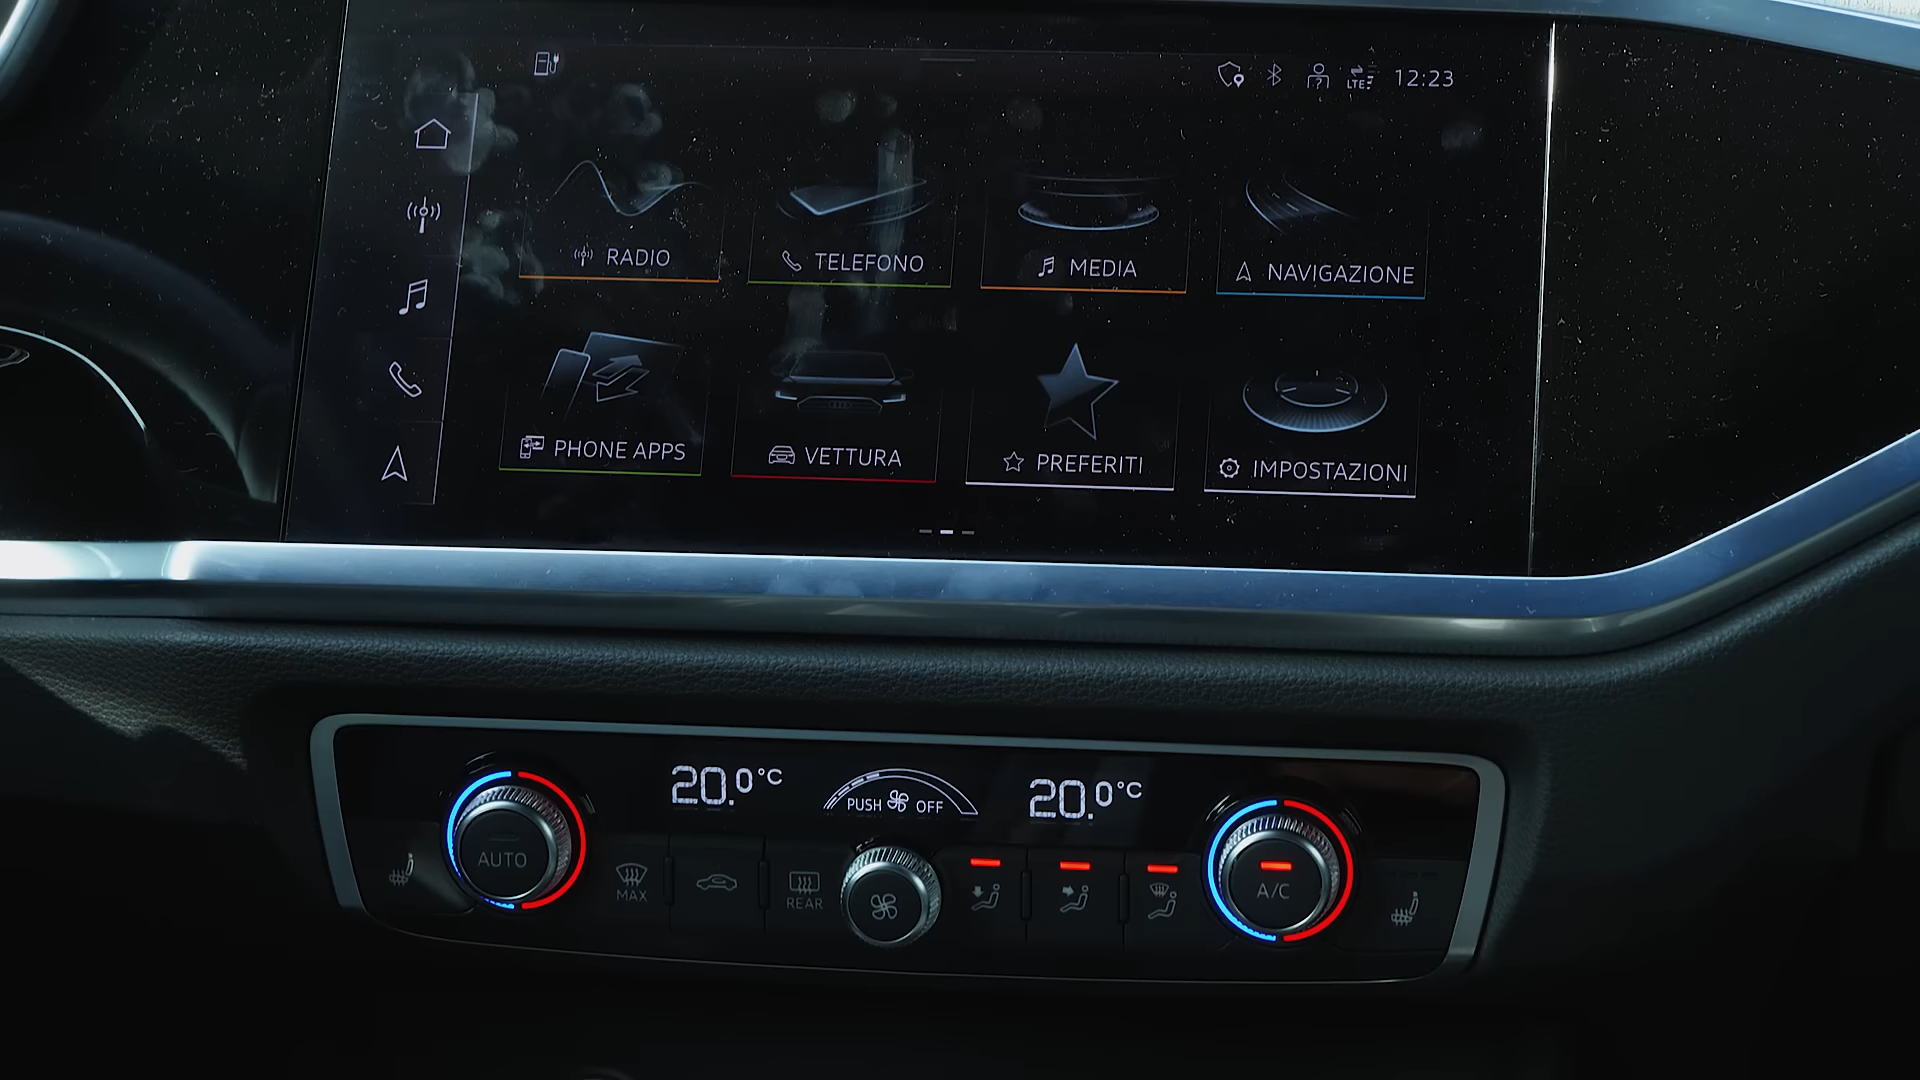 LTE 12:23
RADIO
TELEFONO
MEDIA
NAVIGAZIONE
PHONE APPS
VETTURA
PREFERITI
IMPOSTAZIONI
20.0°C
PUSH OFF
20.0°C
AUTO
MAX
REAR
A/C